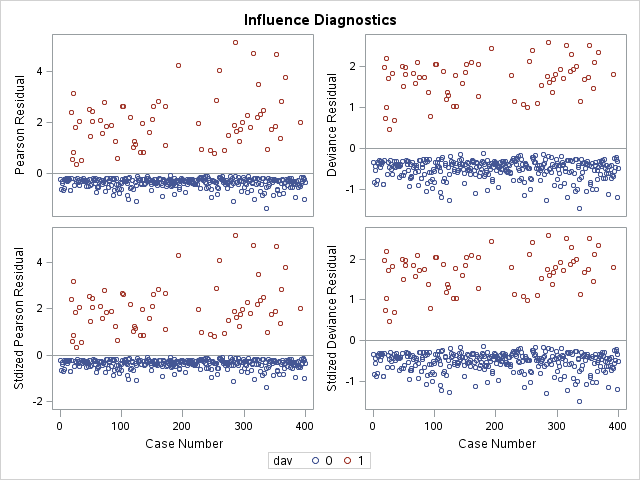 Influence Diagnostics
Pearson Residual
4
2
0
Deviance Residual
2
1
0
-1
Stdized Pearson Residual
4
2
0
-2
0 100 200 300 400
Case Number
Stdized Deviance Residual
2
1
0
-1
0 100 200 300 400
Case Number
dav 0 1